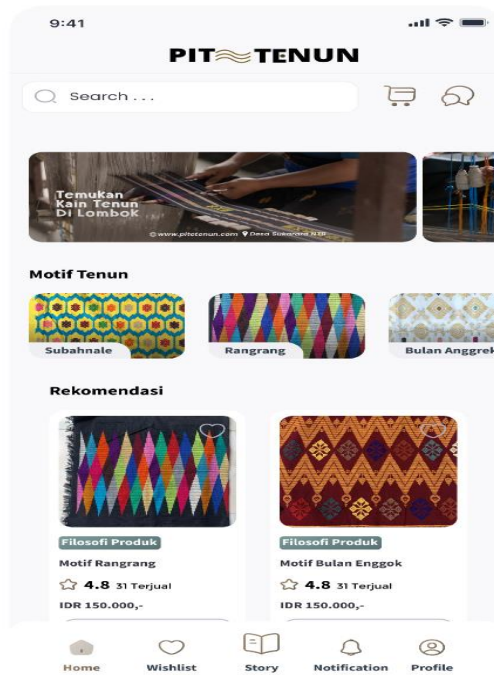 9:41
PIT TENUN
Search . . .
Temukan
Kain Tenun
Di Lombok
©www.pitetenun.com Desa Sukarara NTB
Motif Tenun
Subahnale
Rangrang
Bulan Anggrek
Rekomendasi
Filosofi Produk
Filosofi Produk
Motif Rangrang
Motif Bulan Enggok
4.8 31 Terjual
4.8 31 Terjual
IDR 150.000,-
IDR 150.000,-
Home
Wishlist
Story
Notification
Profile